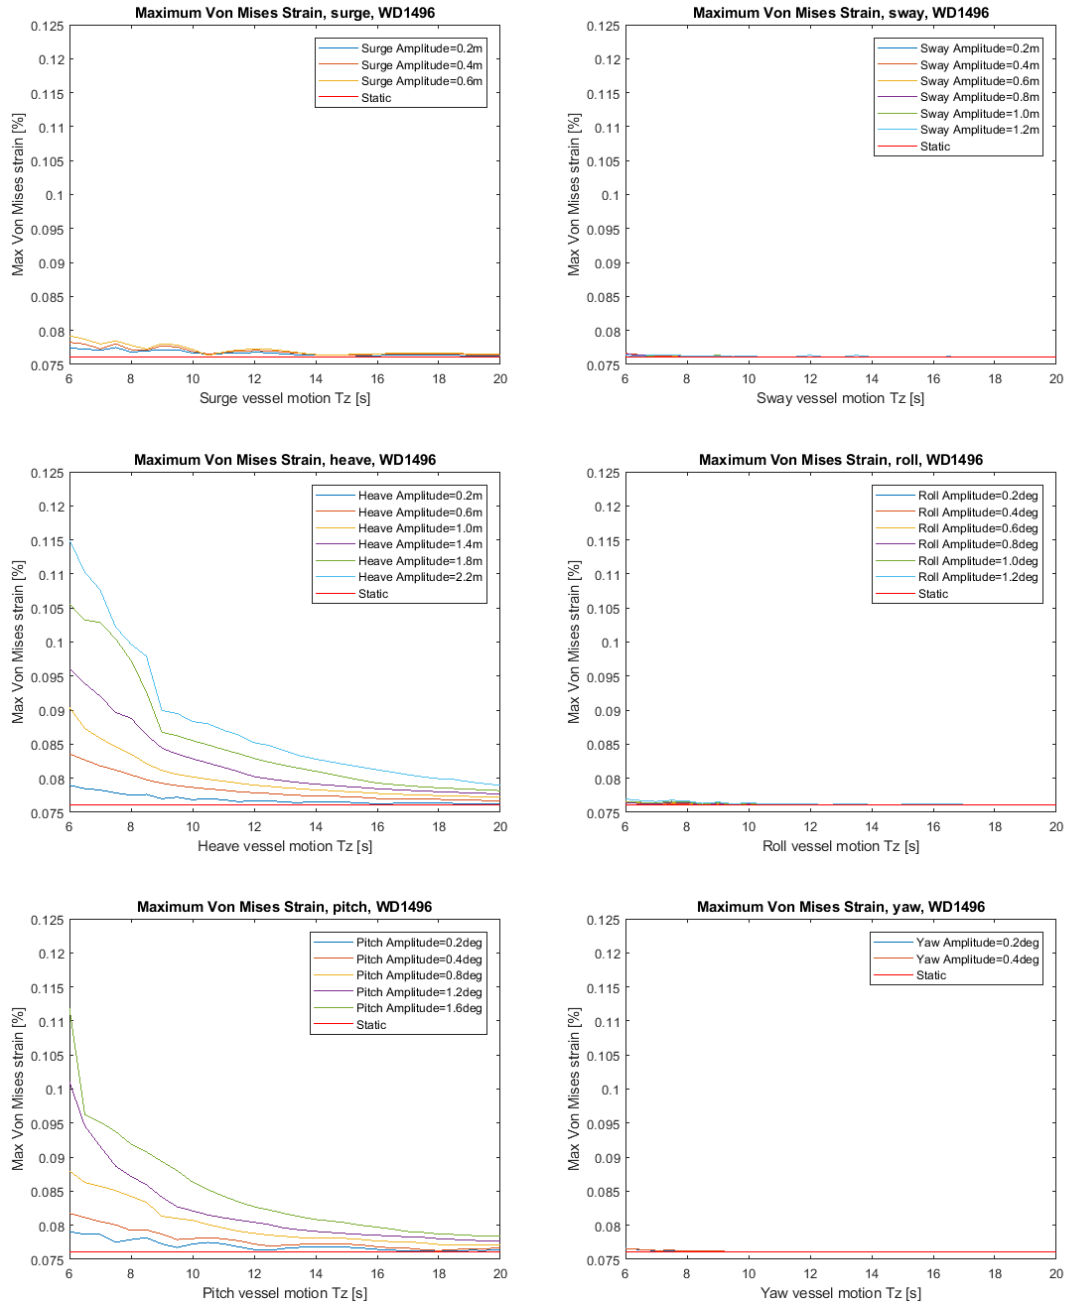 Maximum Von Mises Strain, surge, WD1496
0.125
0.12
0.115
0.11
0.105
0.1
0.095
0.09
0.085
0.08
0.075
Max Von Mises strain [%]
Surge Amplitude=0.2m
Surge Amplitude=0.4m
Surge Amplitude=0.6m
Static
6 8 10 12 14 16 18 20
Surge vessel motion Tz [s]
Maximum Von Mises Strain, sway, WD1496
0.125
0.12
0.115
0.11
0.105
0.1
0.095
0.09
0.085
0.08
0.075
Max Von Mises strain [%]
Sway Amplitude=0.2m
Sway Amplitude=0.4m
Sway Amplitude=0.6m
Sway Amplitude=0.8m
Sway Amplitude=1.0m
Sway Amplitude=1.2m
Static
6 8 10 12 14 16 18 20
Sway vessel motion Tz [s]
Maximum Von Mises Strain, heave, WD1496
0.125
0.12
0.115
0.11
0.105
0.1
0.095
0.09
0.085
0.08
0.075
Max Von Mises strain [%]
Heave Amplitude=0.2m
Heave Amplitude=0.6m
Heave Amplitude=1.0m
Heave Amplitude=1.4m
Heave Amplitude=1.8m
Heave Amplitude=2.2m
Static
6 8 10 12 14 16 18 20
Heave vessel motion Tz [s]
Maximum Von Mises Strain, roll, WD1496
0.125
0.12
0.115
0.11
0.105
0.1
0.095
0.09
0.085
0.08
0.075
Max Von Mises strain [%]
Roll Amplitude=0.2deg
Roll Amplitude=0.4deg
Roll Amplitude=0.6deg
Roll Amplitude=0.8deg
Roll Amplitude=1.0deg
Roll Amplitude=1.2deg
Static
6 8 10 12 14 16 18 20
Roll vessel motion Tz [s]
Maximum Von Mises Strain, pitch, WD1496
0.125
0.12
0.115
0.11
0.105
0.1
0.095
0.09
0.085
0.08
0.075
Max Von Mises strain [%]
Pitch Amplitude=0.2deg
Pitch Amplitude=0.4deg
Pitch Amplitude=0.8deg
Pitch Amplitude=1.2deg
Pitch Amplitude=1.6deg
Static
6 8 10 12 14 16 18 20
Pitch vessel motion Tz [s]
Maximum Von Mises Strain, yaw, WD1496
0.125
0.12
0.115
0.11
0.105
0.1
0.095
0.09
0.085
0.08
0.075
Max Von Mises strain [%]
Yaw Amplitude=0.2deg
Yaw Amplitude=0.4deg
Static
6 8 10 12 14 16 18 20
Yaw vessel motion Tz [s]